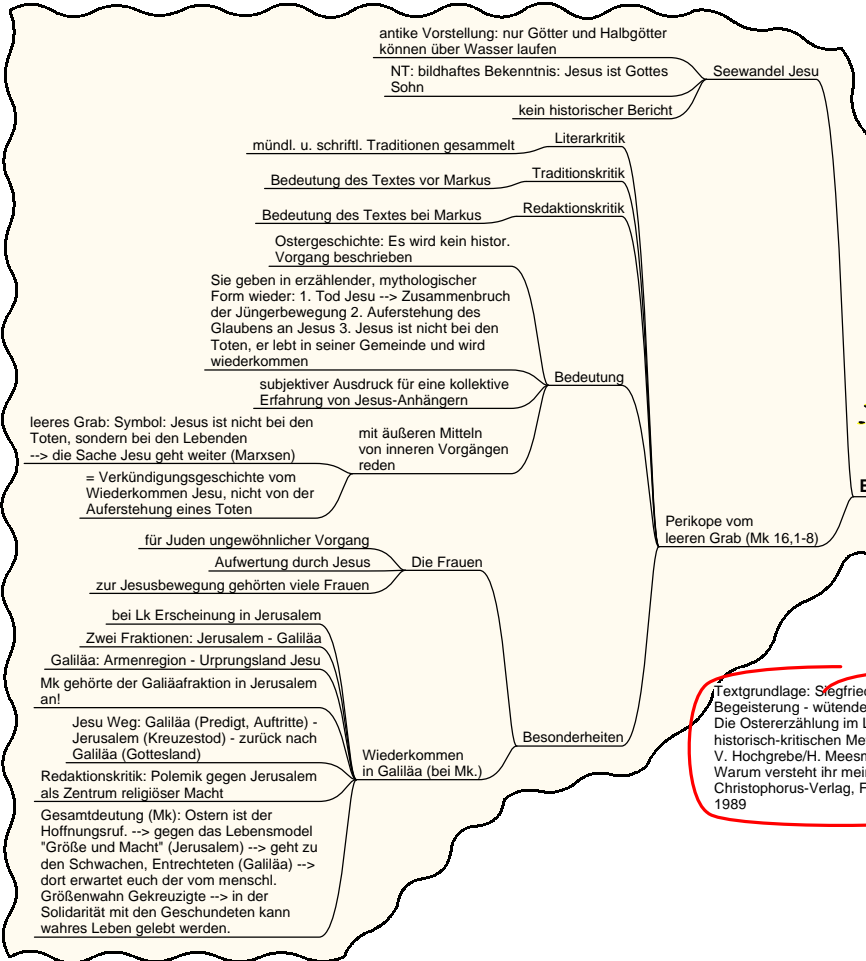 antike Vorstellung: nur Götter und Halbgötter
können über Wasser laufen
NT: bildhaftes Bekenntnis: Jesus ist Gottes
Sohn
kein historischer Bericht
Seewandel Jesu
mündl. u. schriftl. Traditionen gesammelt
Literarkritik
Bedeutung des Textes vor Markus
Traditionskritik
Bedeutung des Textes bei Markus
Redaktionskritik
Ostergeschichte: Es wird kein histor.
Vorgang beschrieben
Sie geben in erzählender, mythologischer
Form wieder: 1. Tod Jesu --> Zusammenbruch
der Jüngerbewegung 2. Auferstehung des
Glaubens an Jesus 3. Jesus ist nicht bei den
Toten, er lebt in seiner Gemeinde und wird
wiederkommen
subjektiver Ausdruck für eine kollektive
Erfahrung von Jesus-Anhängern
Bedeutung
leeres Grab: Symbol: Jesus ist nicht bei den
Toten, sondern bei den Lebenden
--> die Sache Jesu geht weiter (Marxsen)
= Verkündigungsgeschichte vom
Wiederkommen Jesu, nicht von der
Auferstehung eines Toten
mit äußeren Mitteln
von inneren Vorgängen
reden
Perikope vom
leeren Grab (Mk 16,1-8)
für Juden ungewöhnlicher Vorgang
Aufwertung durch Jesus
zur Jesusbewegung gehörten viele Frauen
Die Frauen
bei Lk Erscheinung in Jerusalem
Zwei Fraktionen: Jerusalem - Galiläa
Galiläa: Armenregion - Urprungsland Jesu
Mk gehörte der Galiäafraktion in Jerusalem
an!
Jesu Weg: Galiläa (Predigt, Auftritte) -
Jerusalem (Kreuzestod) - zurück nach
Galiläa (Gottesland)
Redaktionskritik: Polemik gegen Jerusalem
als Zentrum religiöser Macht
Gesamtdeutung (Mk): Ostern ist der
Hoffnungsruf. --> gegen das Lebensmodel
"Größe und Macht" (Jerusalem) --> geht zu
den Schwachen, Entrechteten (Galiläa) -->
dort erwartet euch der vom menschl.
Größenwahn Gekreuzigte --> in der
Solidarität mit den Geschundeten kann
wahres Leben gelebt werden.
Wiederkommen
in Galiläa (bei Mk.)
Besonderheiten
Textgrundlage: Siegfried
Begeisterung - wütende
Die Ostererzählung im L
historisch-kritischen Me
V. Hochgrebe/H. Meesm
Warum versteht ihr mei
Christophorus-Verlag, F
1989